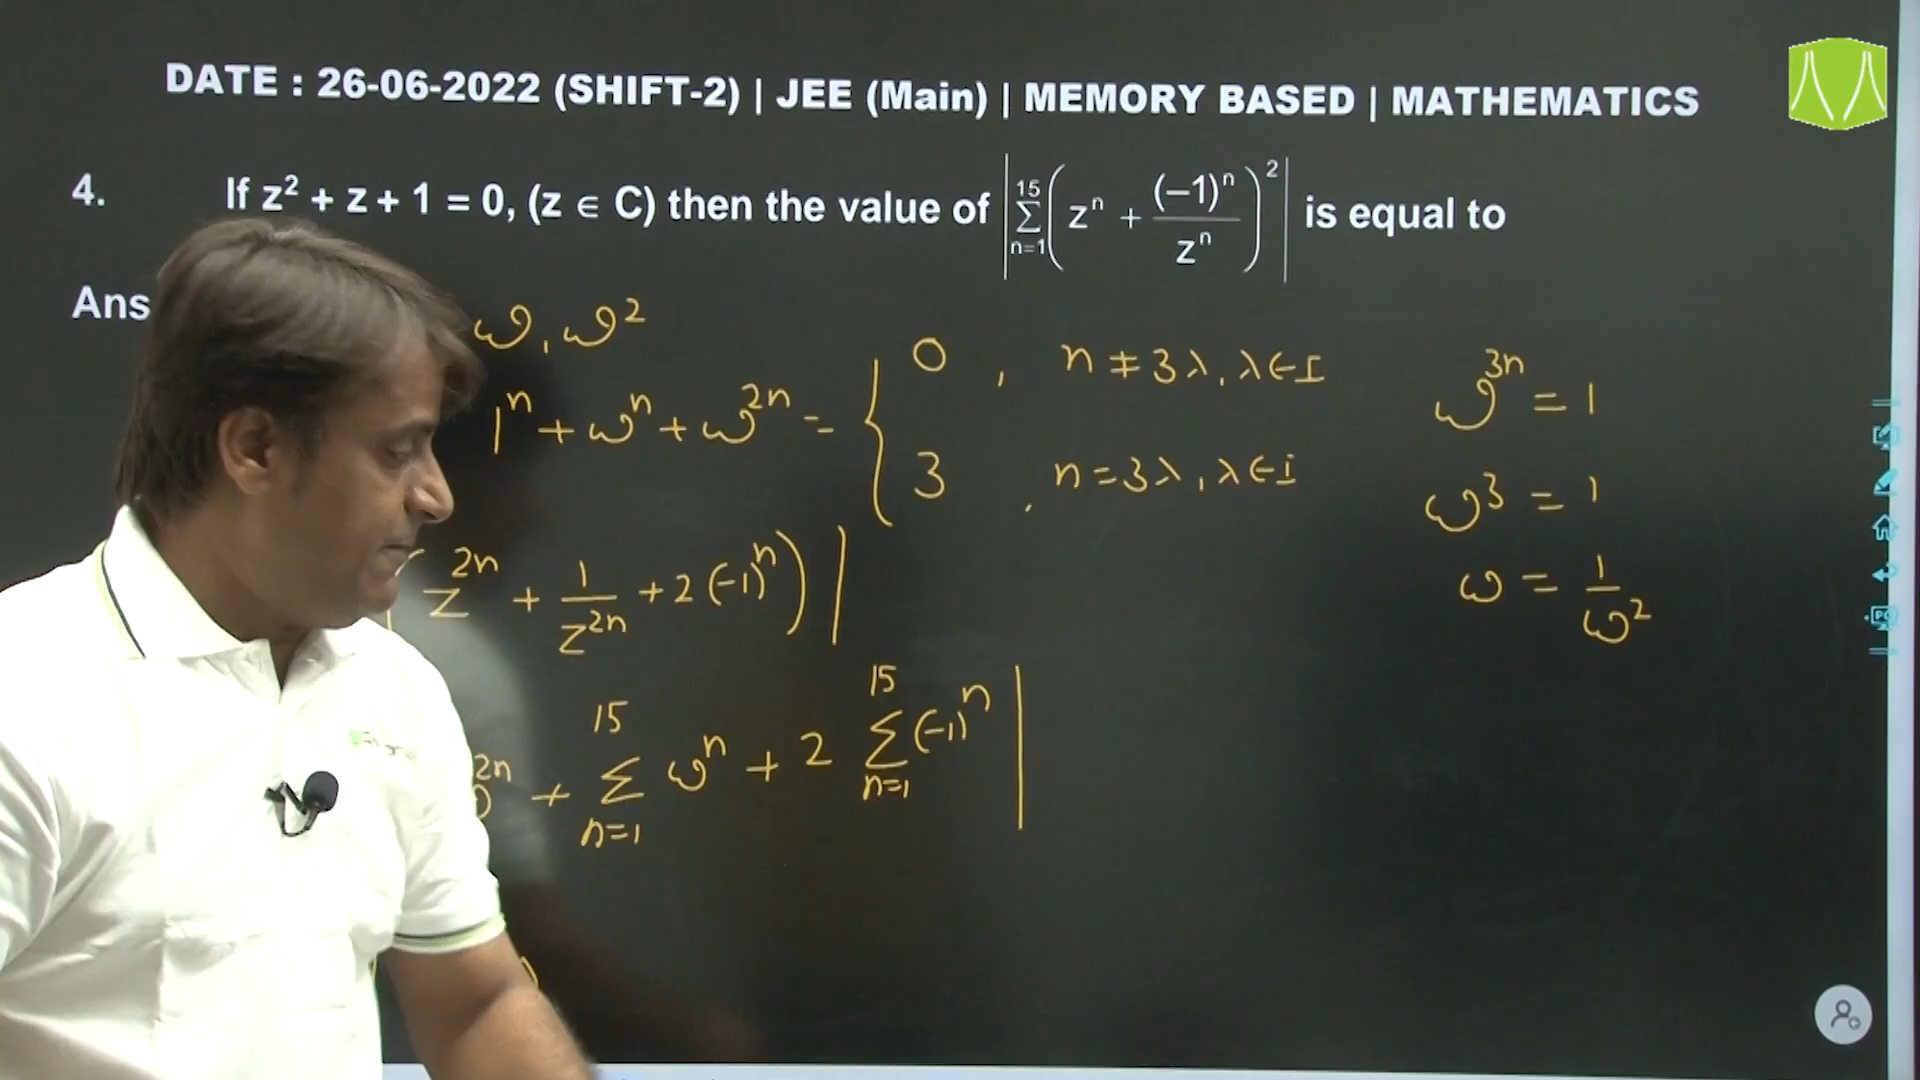 DATE : 26-06-2022 (SHIFT-2) | JEE (Main) | MEMORY BASED | MATHEMATICS
4. If z² + z + 1 = 0, (z ∈ C) then the value of |∑_{n=1}^{15} (zⁿ + (−1)ⁿ/zⁿ)²| is equal to
Ans
ω, ω²
1ⁿ + ωⁿ + ω²ⁿ = { 0 , n ≠ 3λ, λ∈I
3 , n = 3λ, λ∈I
ω³ⁿ = 1
ω³ = 1
ω = 1/ω²
(z²ⁿ + 1/z²ⁿ + 2(−1)ⁿ)|
2n + ∑_{n=1}^{15} ωⁿ + 2 ∑_{n=1}^{15} (−1)ⁿ|